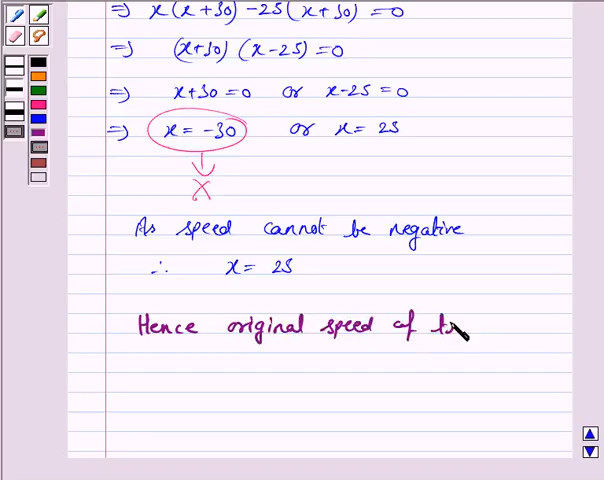 ⇒ x(x+30) -25(x+30) =0
⇒ (x+30) (x-25) =0
⇒ x+30 =0 or x-25 =0
⇒ x = -30 or x = 25
X
As speed cannot be negative
∴ x = 25
Hence original speed of